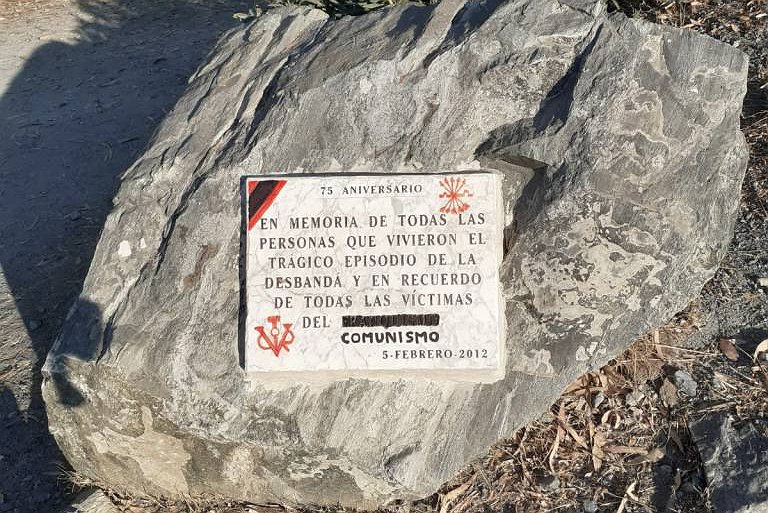 75 ANIVERSARIO
EN MEMORIA DE TODAS LAS
PERSONAS QUE VIVIERON EL
TRÁGICO EPISODIO DE LA
DESBANDÁ Y EN RECUERDO
DE TODAS LAS VÍCTIMAS
DEL
COMUNISMO
5-FEBRERO-2012